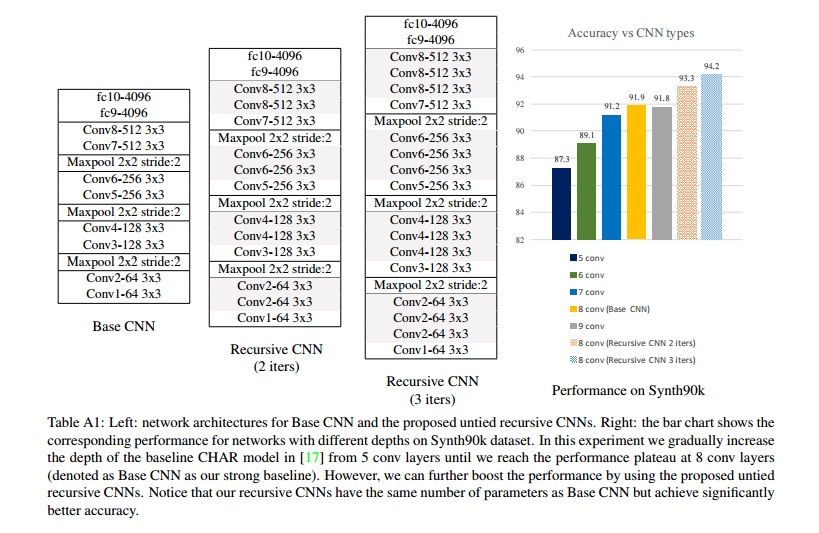 fc10-4096
fc9-4096
Conv8-512 3x3
Conv7-512 3x3
Maxpool 2x2 stride:2
Conv6-256 3x3
Conv5-256 3x3
Maxpool 2x2 stride:2
Conv4-128 3x3
Conv3-128 3x3
Maxpool 2x2 stride:2
Conv2-64 3x3
Conv1-64 3x3
Base CNN
fc10-4096
fc9-4096
Conv8-512 3x3
Conv8-512 3x3
Conv7-512 3x3
Maxpool 2x2 stride:2
Conv6-256 3x3
Conv6-256 3x3
Conv5-256 3x3
Maxpool 2x2 stride:2
Conv4-128 3x3
Conv4-128 3x3
Conv3-128 3x3
Maxpool 2x2 stride:2
Conv2-64 3x3
Conv2-64 3x3
Conv1-64 3x3
Recursive CNN
(2 iters)
fc10-4096
fc9-4096
Conv8-512 3x3
Conv8-512 3x3
Conv8-512 3x3
Conv7-512 3x3
Maxpool 2x2 stride:2
Conv6-256 3x3
Conv6-256 3x3
Conv6-256 3x3
Conv5-256 3x3
Maxpool 2x2 stride:2
Conv4-128 3x3
Conv4-128 3x3
Conv4-128 3x3
Conv3-128 3x3
Maxpool 2x2 stride:2
Conv2-64 3x3
Conv2-64 3x3
Conv2-64 3x3
Conv1-64 3x3
Recursive CNN
(3 iters)
Accuracy vs CNN types
96
94
92
90
88
86
84
82
87.3
89.1
91.2
91.9
91.8
93.3
94.2
5 conv
6 conv
7 conv
8 conv (Base CNN)
9 conv
8 conv (Recursive CNN 2 iters)
8 conv (Recursive CNN 3 iters)
Performance on Synth90k
Table A1: Left: network architectures for Base CNN and the proposed untied recursive CNNs. Right: the bar chart shows the
corresponding performance for networks with different depths on Synth90k dataset. In this experiment we gradually increase
the depth of the baseline CHAR model in [17] from 5 conv layers until we reach the performance plateau at 8 conv layers
(denoted as Base CNN as our strong baseline). However, we can further boost the performance by using the proposed untied
recursive CNNs. Notice that our recursive CNNs have the same number of parameters as Base CNN but achieve significantly
better accuracy.